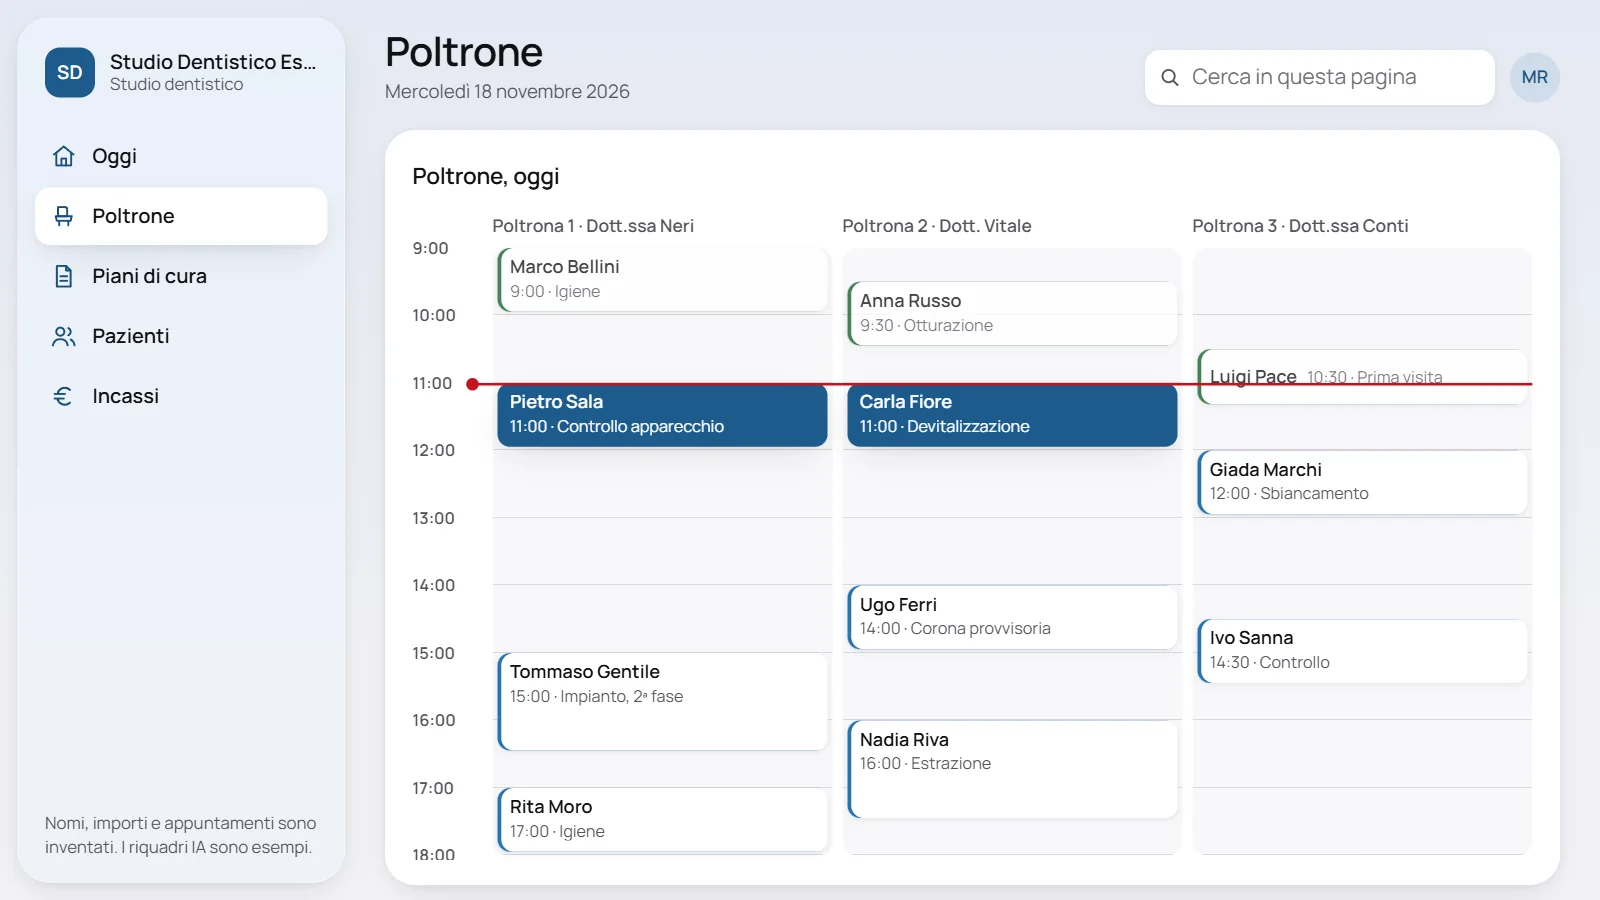 SD
Studio Dentistico Es…
Studio dentistico
Oggi
Poltrone
Piani di cura
Pazienti
Incassi
Nomi, importi e appuntamenti sono
inventati. I riquadri IA sono esempi.
Poltrone
Mercoledì 18 novembre 2026
Cerca in questa pagina
MR
Poltrone, oggi
Poltrona 1 · Dott.ssa Neri
Poltrona 2 · Dott. Vitale
Poltrona 3 · Dott.ssa Conti
9:00
10:00
11:00
12:00
13:00
14:00
15:00
16:00
17:00
18:00
Marco Bellini
9:00 · Igiene
Pietro Sala
11:00 · Controllo apparecchio
Tommaso Gentile
15:00 · Impianto, 2ª fase
Rita Moro
17:00 · Igiene
Anna Russo
9:30 · Otturazione
Carla Fiore
11:00 · Devitalizzazione
Ugo Ferri
14:00 · Corona provvisoria
Nadia Riva
16:00 · Estrazione
Luigi Pace 10:30 · Prima visita
Giada Marchi
12:00 · Sbiancamento
Ivo Sanna
14:30 · Controllo